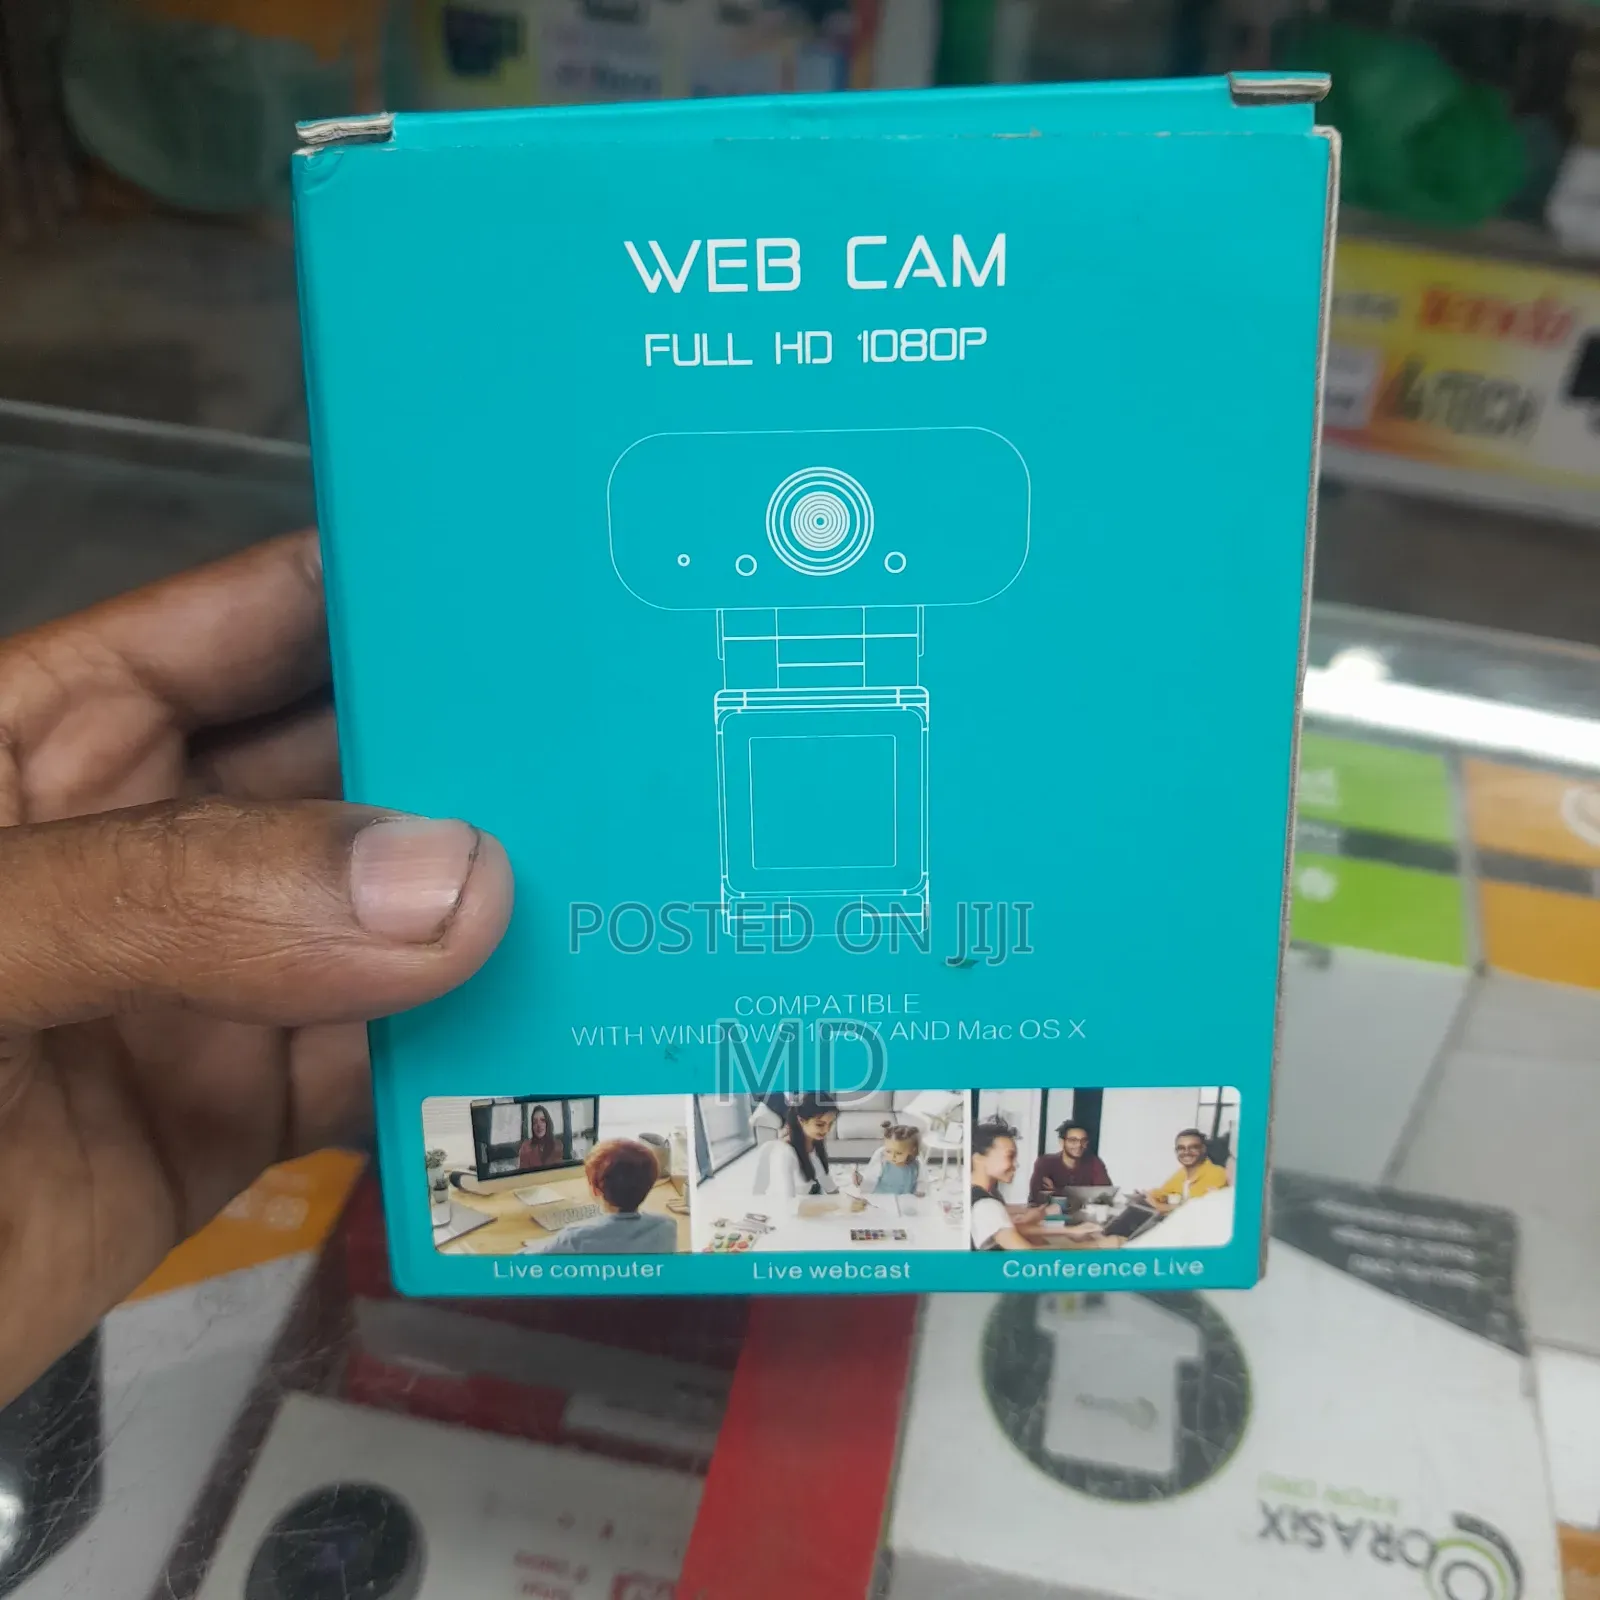 WEB CAM
FULL HD 1080P
POSTED ON JIJI
COMPATIBLE
WITH WINDOWS 10/8/7 AND Mac OS X
MD
Live computer
Live webcast
Conference Live
ORASIX